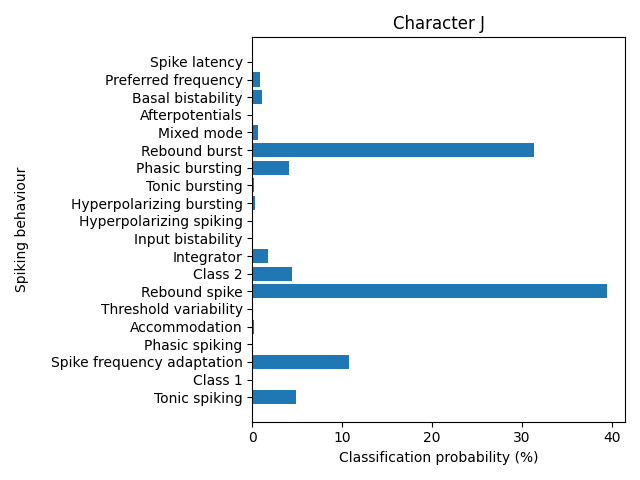 Character J
Spiking behaviour
Spike latency
Preferred frequency
Basal bistability
Afterpotentials
Mixed mode
Rebound burst
Phasic bursting
Tonic bursting
Hyperpolarizing bursting
Hyperpolarizing spiking
Input bistability
Integrator
Class 2
Rebound spike
Threshold variability
Accommodation
Phasic spiking
Spike frequency adaptation
Class 1
Tonic spiking
0 10 20 30 40
Classification probability (%)